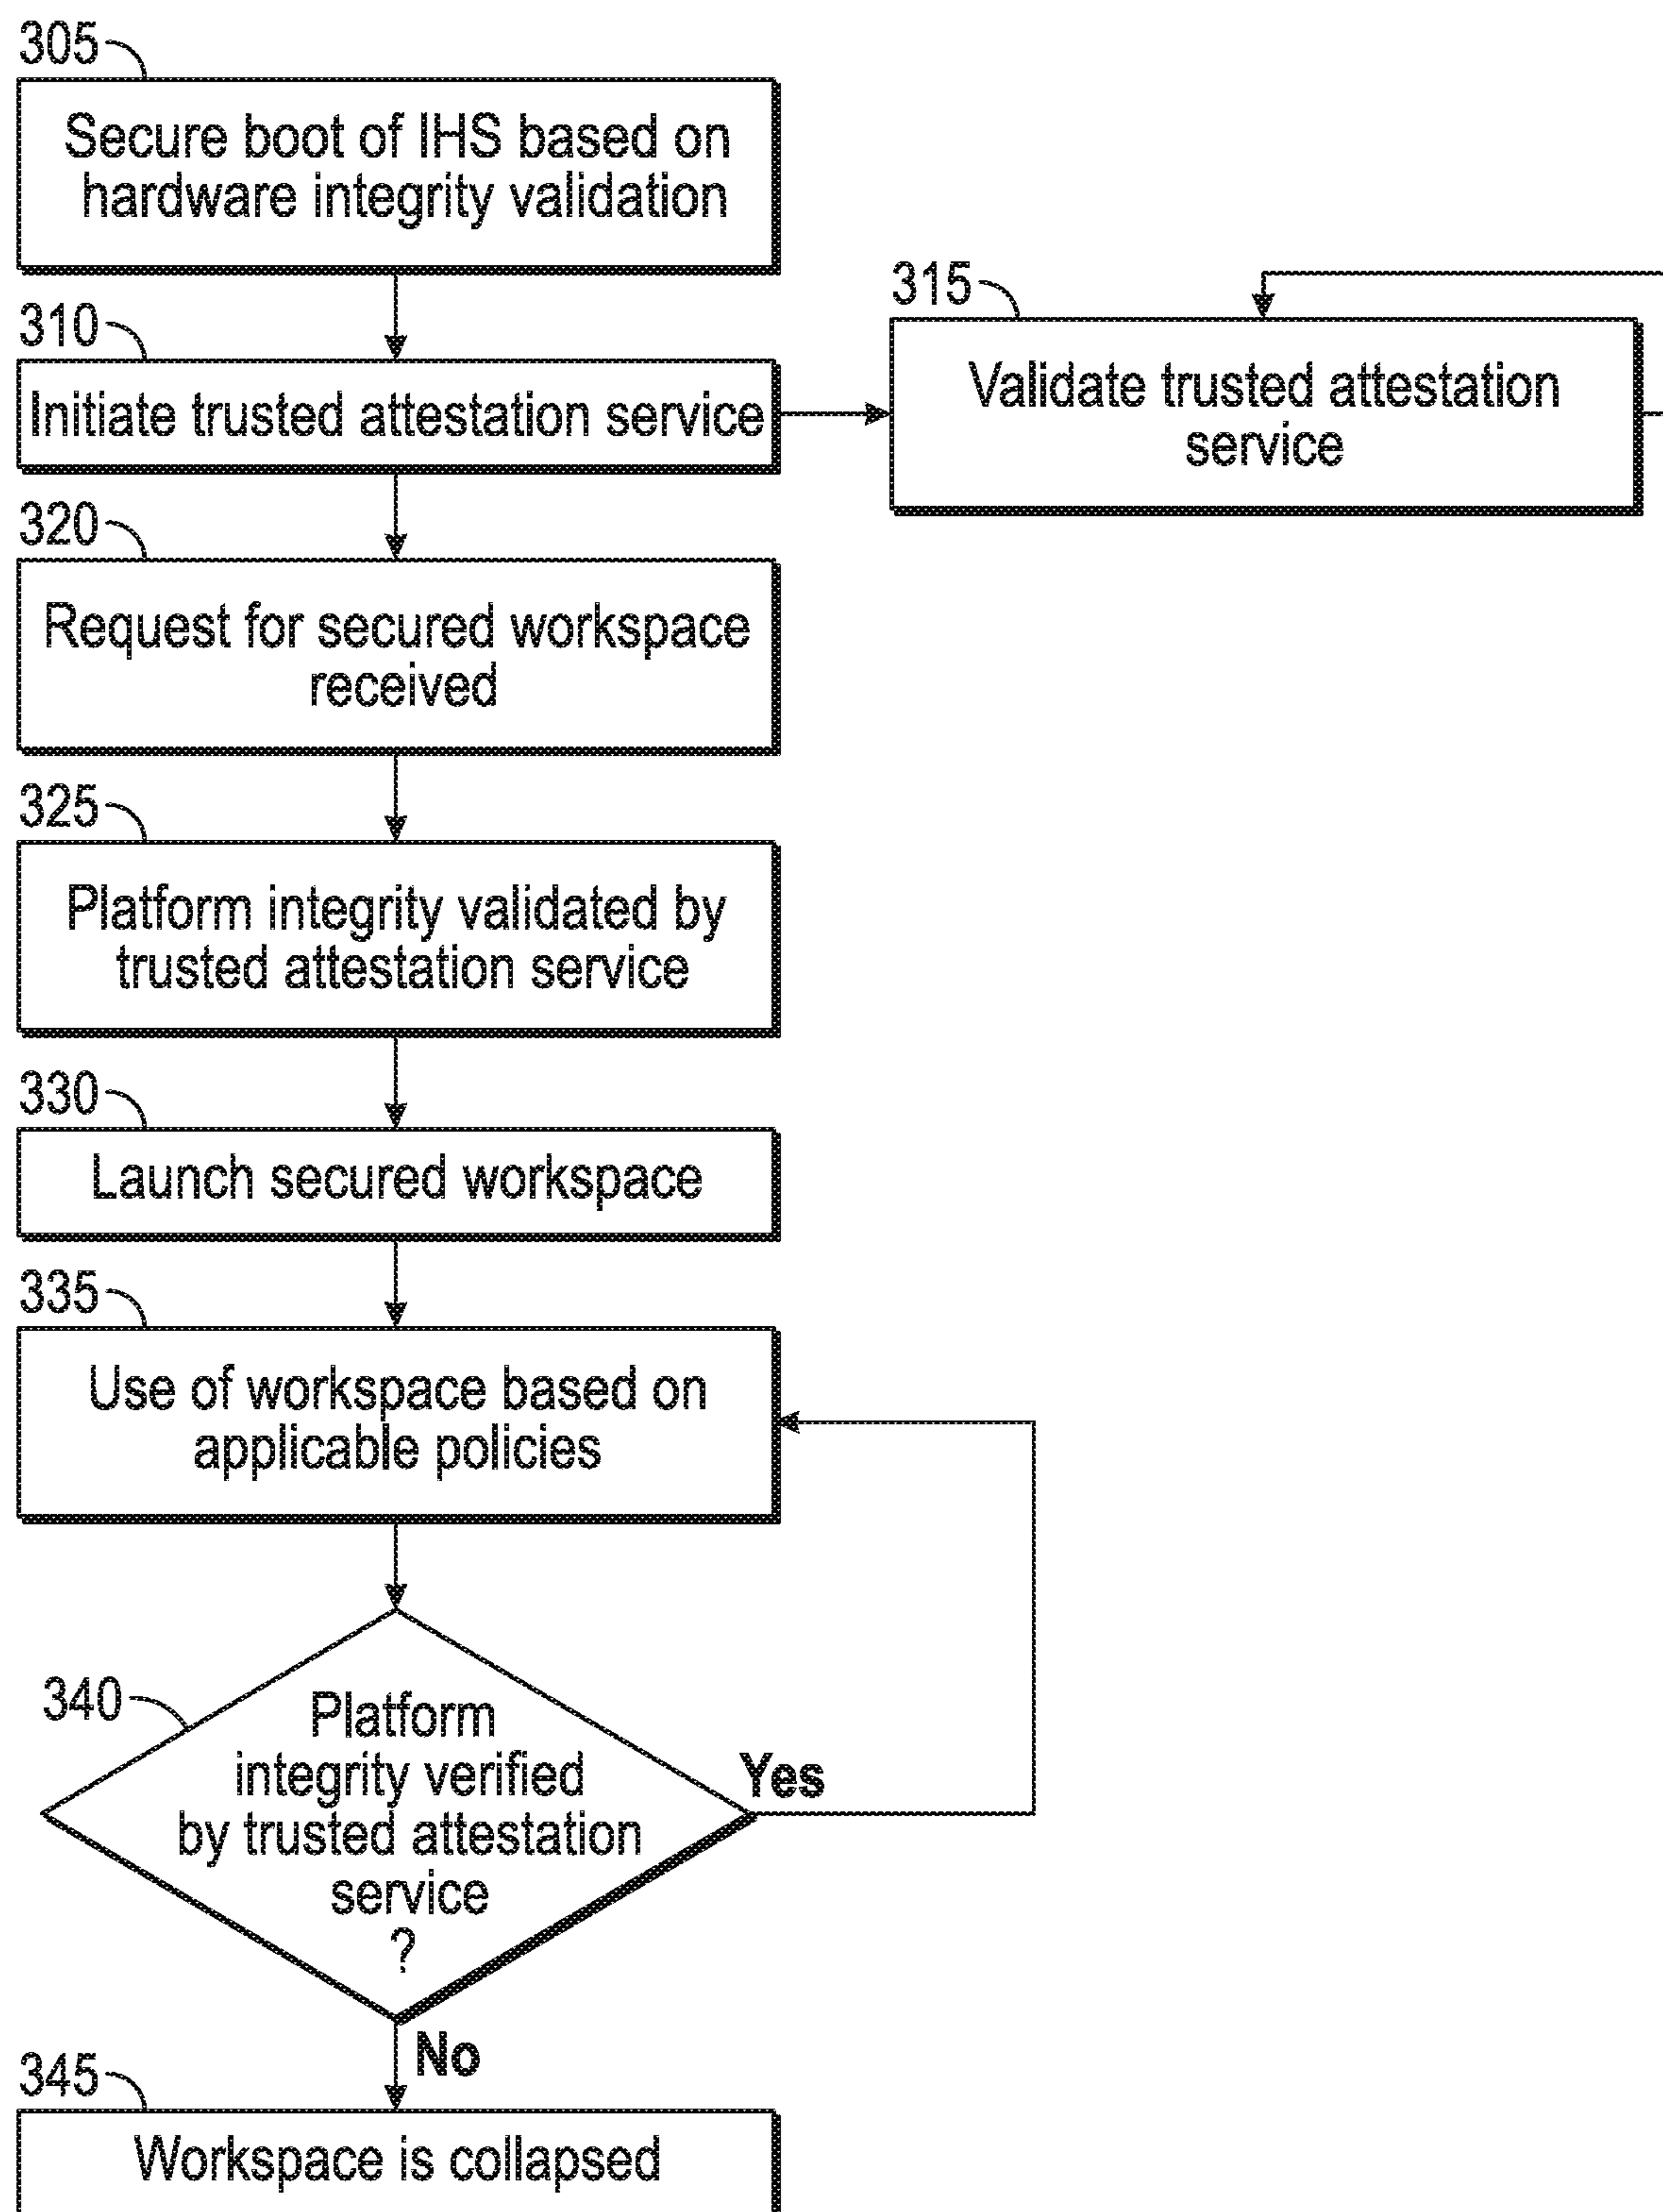 305
Secure boot of IHS based on
hardware integrity validation
310
Initiate trusted attestation service
315
Validate trusted attestation
service
320
Request for secured workspace
received
325
Platform integrity validated by
trusted attestation service
330
Launch secured workspace
335
Use of workspace based on
applicable policies
340
Platform
integrity verified
by trusted attestation
service
?
Yes
No
345
Workspace is collapsed